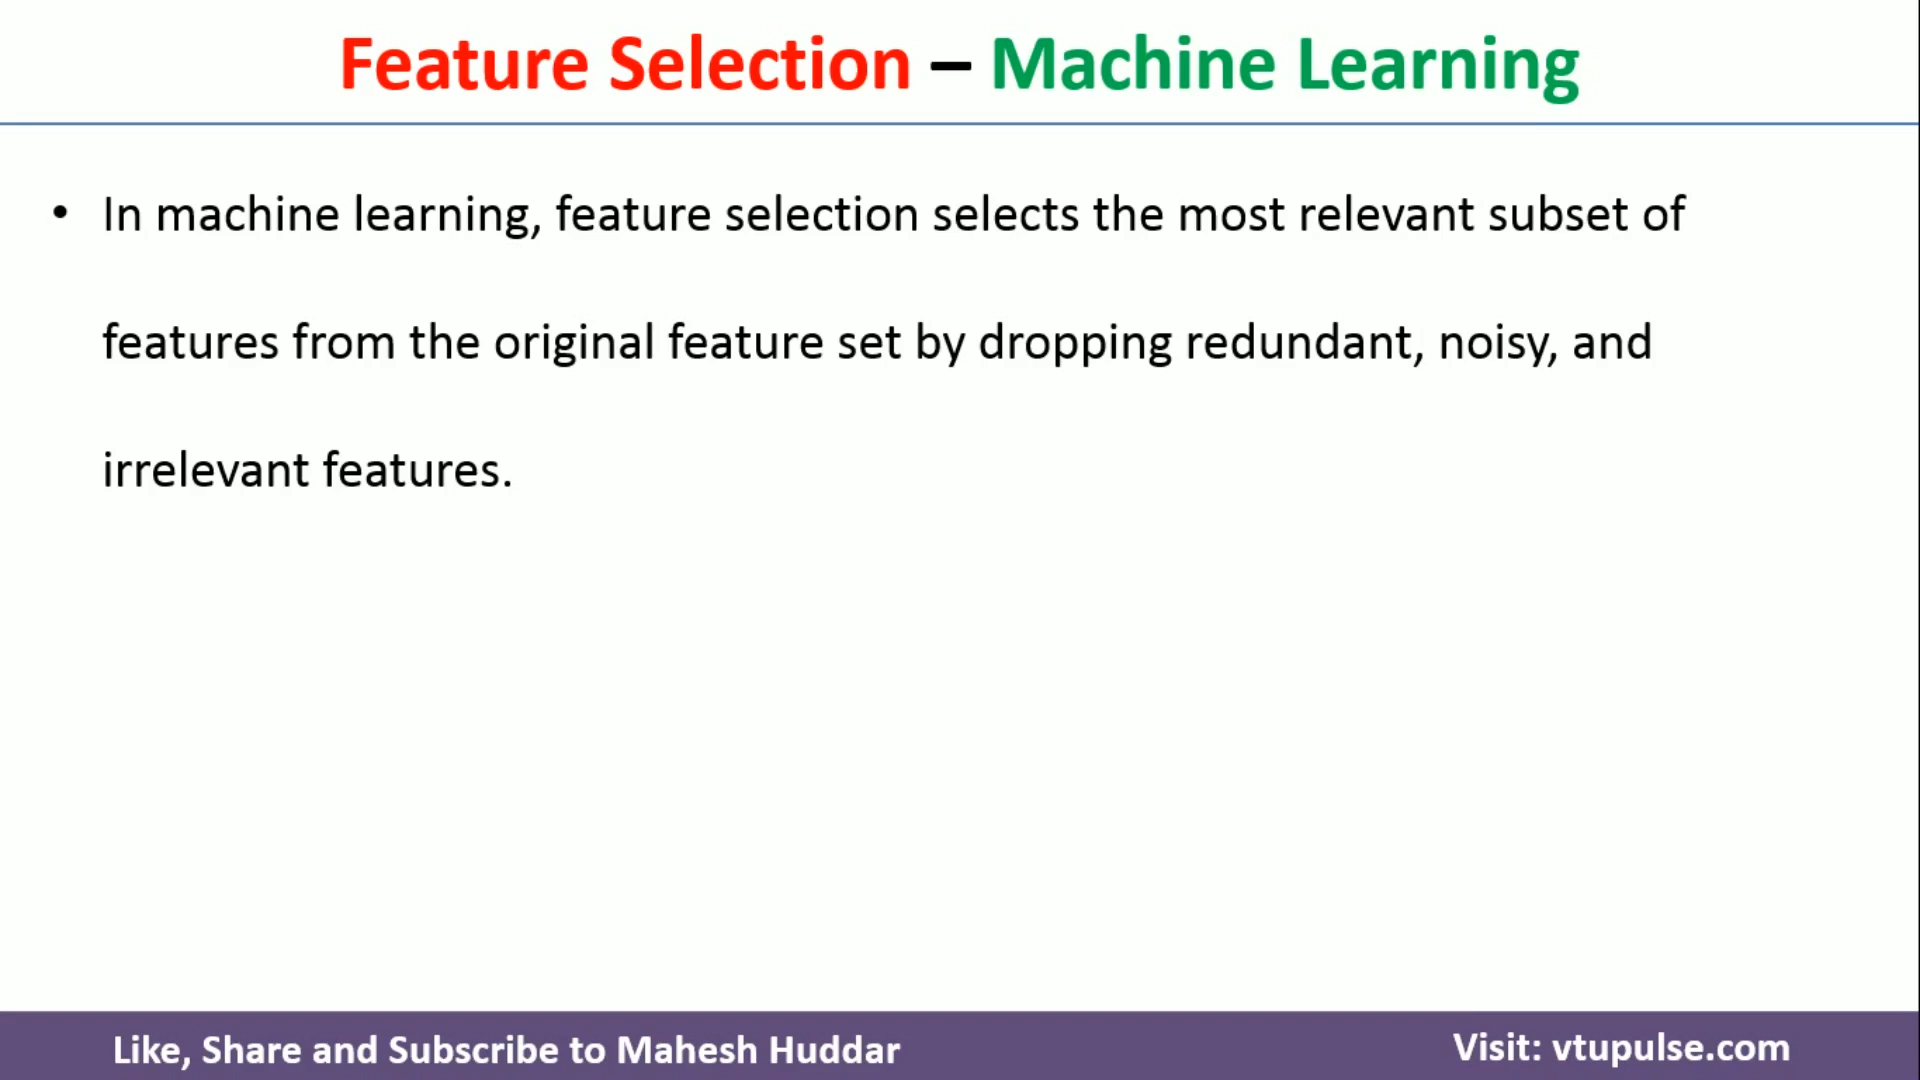 Feature Selection – Machine Learning
• In machine learning, feature selection selects the most relevant subset of
features from the original feature set by dropping redundant, noisy, and
irrelevant features.
Like, Share and Subscribe to Mahesh Huddar
Visit: vtupulse.com